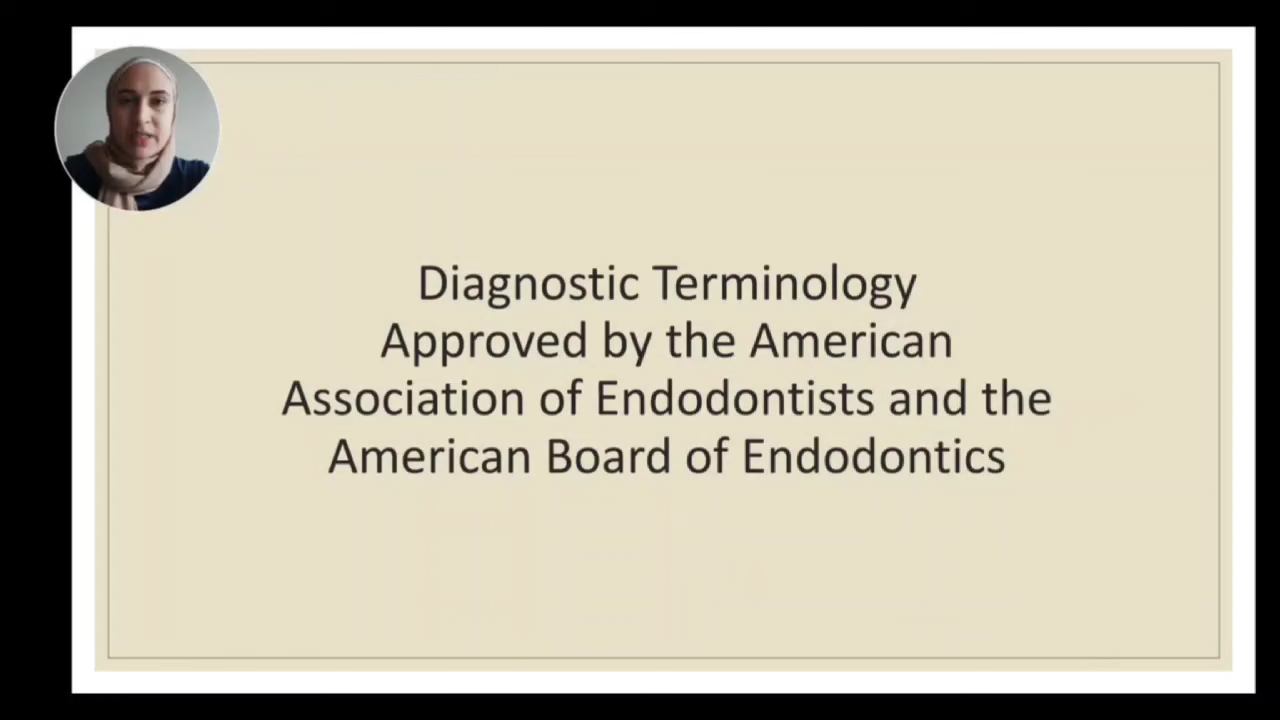 Diagnostic Terminology
Approved by the American
Association of Endodontists and the
American Board of Endodontics